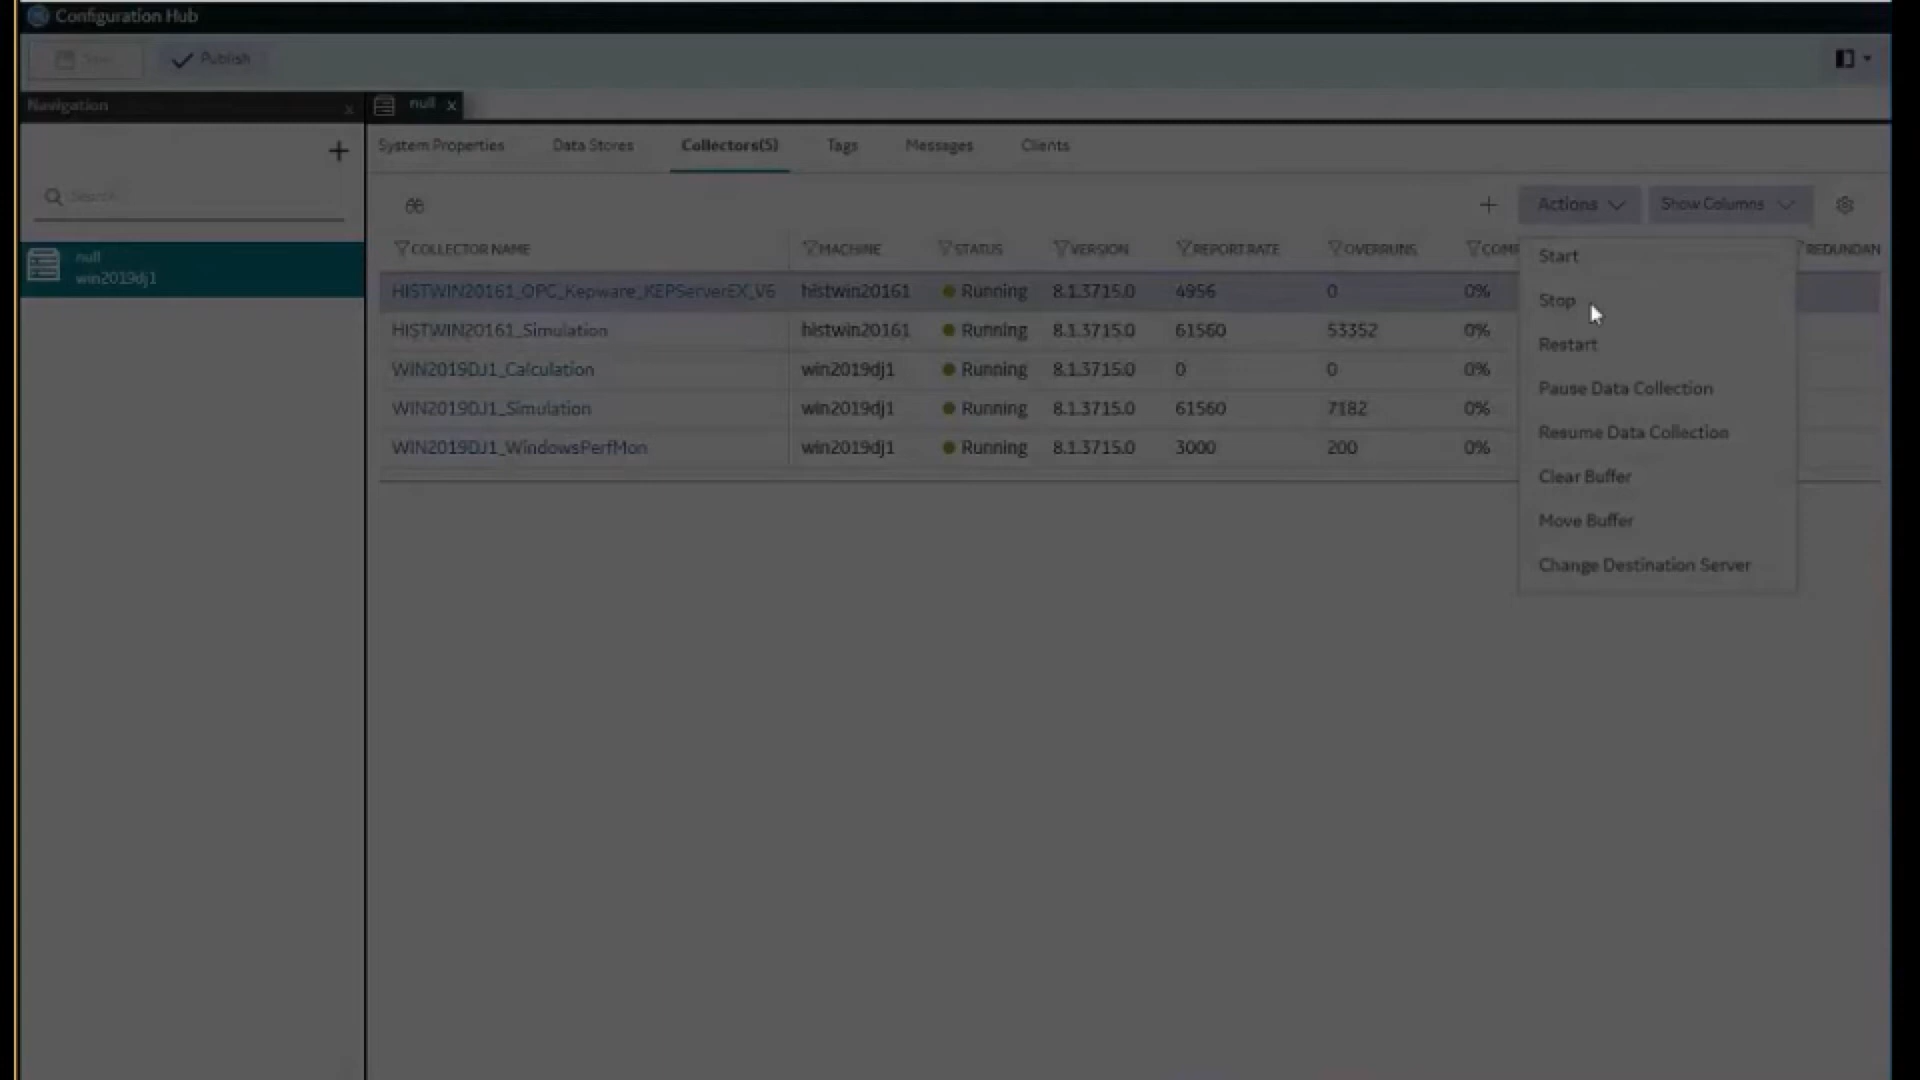 Configuration Hub
Save
Publish
Navigation
null
System Properties
Data Stores
Collectors(5)
Tags
Messages
Clients
Search
Actions
Show Columns
null
win2019dj1
COLLECTOR NAME MACHINE STATUS VERSION REPORT RATE OVERRUNS COMP REDUNDAN
HISTWIN20161_OPC_Kepware_KEPServerEX_V6 histwin20161 Running 8.1.3715.0 4956 0 0%
HISTWIN20161_Simulation histwin20161 Running 8.1.3715.0 61560 53352 0%
WIN2019DJ1_Calculation win2019dj1 Running 8.1.3715.0 0 0 0%
WIN2019DJ1_Simulation win2019dj1 Running 8.1.3715.0 61560 7182 0%
WIN2019DJ1_WindowsPerfMon win2019dj1 Running 8.1.3715.0 3000 200 0%
Start
Stop
Restart
Pause Data Collection
Resume Data Collection
Clear Buffer
Move Buffer
Change Destination Server